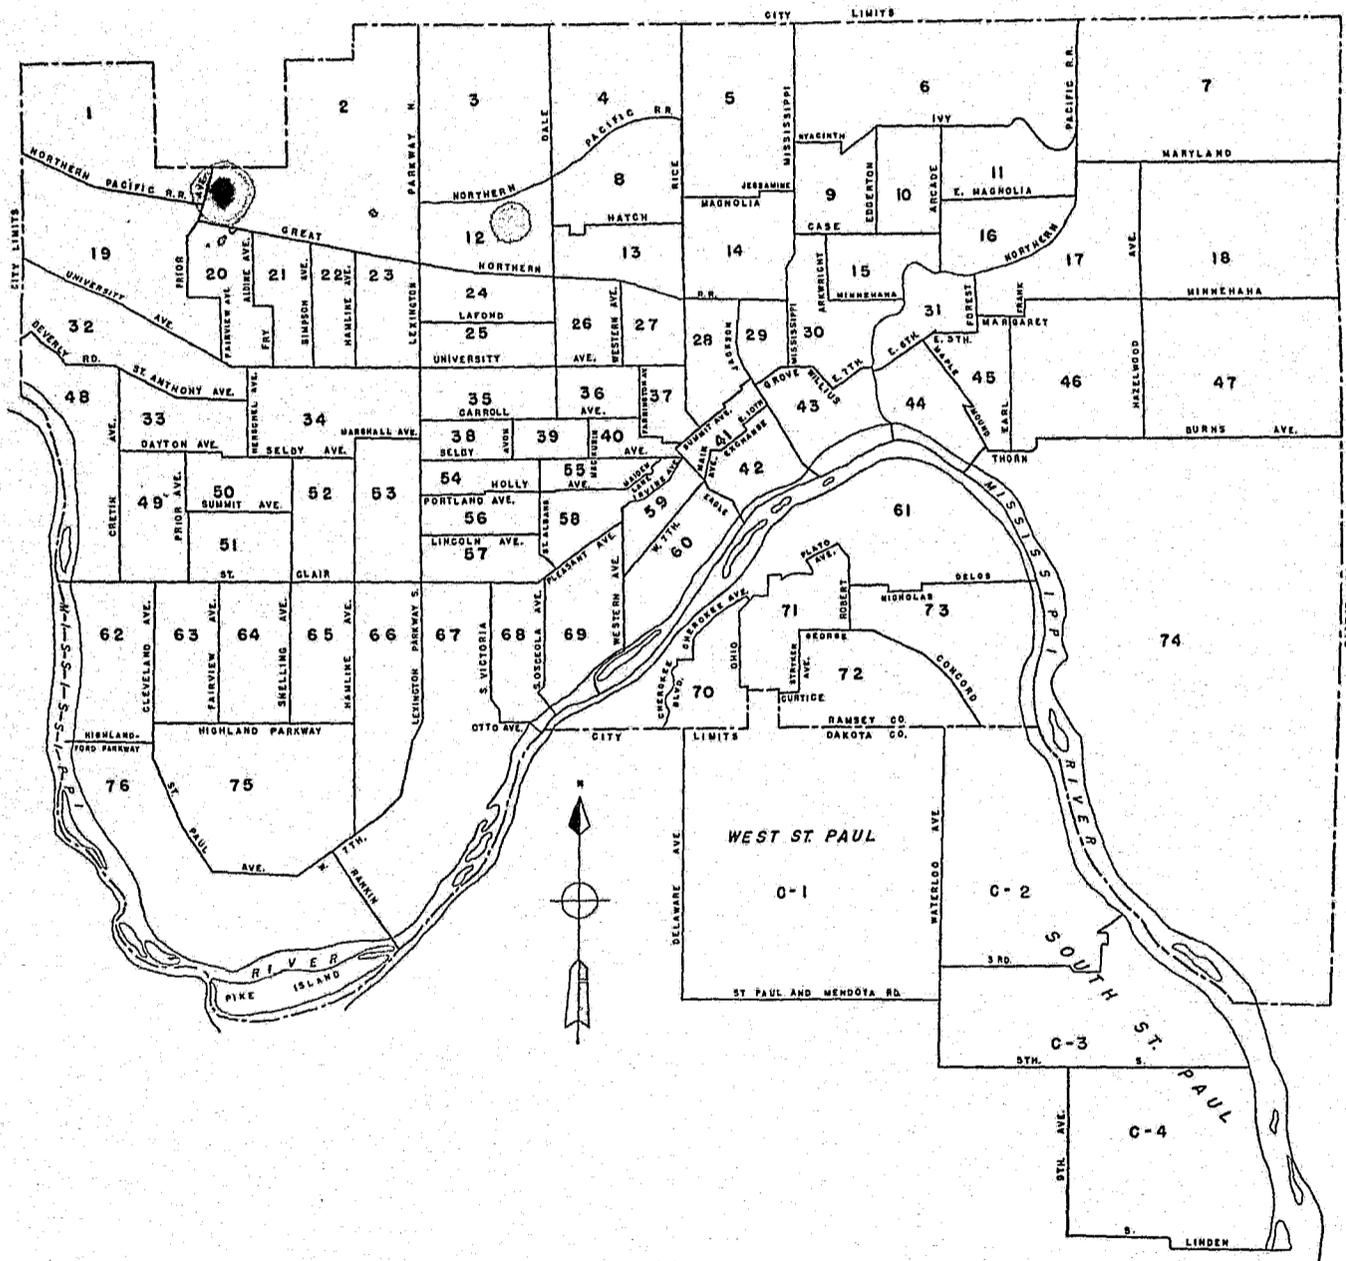 CITY LIMITS
1
2
3
4
5
6
7
PARKWAY N.
DALE
PACIFIC R.R.
RICE
MISSISSIPPI
HYACINTH
IVY
PACIFIC R.R.
MARYLAND
NORTHERN PACIFIC R.R.
AVE.
NORTHERN
8
JESSAMINE
MAGNOLIA
9
EDGERTON
10
ARCADE
11
E. MAGNOLIA
CITY LIMITS
19
GREAT
12
HATCH
13
14
CASE
15
16
NORTHERN
17
AVE.
18
PRIOR
20
ALDINE AVE.
21
SIMPSON AVE.
22
HAMLINE AVE.
23
LEXINGTON
NORTHERN
R.R.
24
LAFOND
25
UNIVERSITY AVE.
26
WESTERN AVE.
27
28
JACKSON
29
MISSISSIPPI
30
ARKWRIGHT
MINNEHAHA
31
FOREST
FRANK
MARGARET
MINNEHAHA
UNIVERSITY AVE.
32
BEVERLY RD.
FAIRVIEW AVE.
FRY
ST. ANTHONY AVE.
48
33
HERSCHEL AVE.
34
35
36
37
FARRINGTON AV
CARROLL AVE.
GROVE
WILLIUS
E. 7TH.
E. 6TH.
E. 5TH.
MAPLE
45
EARL
46
HAZELWOOD
47
43
44
MOUND
BURNS AVE.
THORN
DAYTON AVE.
SELBY AVE.
MARSHALL AVE.
38
AVON
39
MACKUBIN
40
SELBY AVE.
SUMMIT AVE.
41
E. 10TH
MAIN AVE.
EXCHANGE
42
AVE.
CRETIN
49
PRIOR AVE.
50
SUMMIT AVE.
51
52
53
54
HOLLY AVE.
55
MAIDEN LANE
IRVINE AVE.
PORTLAND AVE.
56
LINCOLN AVE.
57
ST. ALBANS
58
59
W. 7TH.
60
EAGLE
PLEASANT AVE.
61
MISSISSIPPI
ST. CLAIR
PLATO AVE.
ROBERT
NICHOLAS
DELOS
MISSISSIPPI
62
CLEVELAND AVE.
63
FAIRVIEW AVE.
64
SNELLING AVE.
65
HAMLINE AVE.
66
LEXINGTON PARKWAY S.
67
S. VICTORIA
68
S. OSCEOLA AVE.
69
WESTERN AVE.
CHEROKEE AVE.
CHEROKEE BLVD.
70
OHIO
71
STRYKER AVE.
GEORGE
72
CURTICE
73
CONCORD
74
HIGHLAND-
FORD PARKWAY
HIGHLAND PARKWAY
OTTO AVE.
CITY LIMITS
RAMSEY CO.
DAKOTA CO.
76
ST. PAUL AVE.
75
W. 7TH.
RANKIN
N
RIVER
PIKE ISLAND
WEST ST. PAUL
C-1
DELAWARE AVE
WATERLOO AVE.
C-2
RIVER
3 RD.
ST PAUL AND MENDOTA RD.
SOUTH ST. PAUL
C-3
5TH. S.
9TH. AVE.
C-4
S.
LINDEN